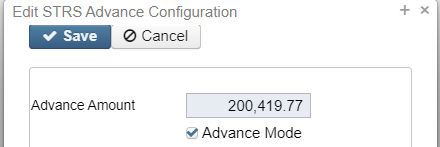 Edit STRS Advance Configuration
Save Cancel
Advance Amount 200,419.77
Advance Mode